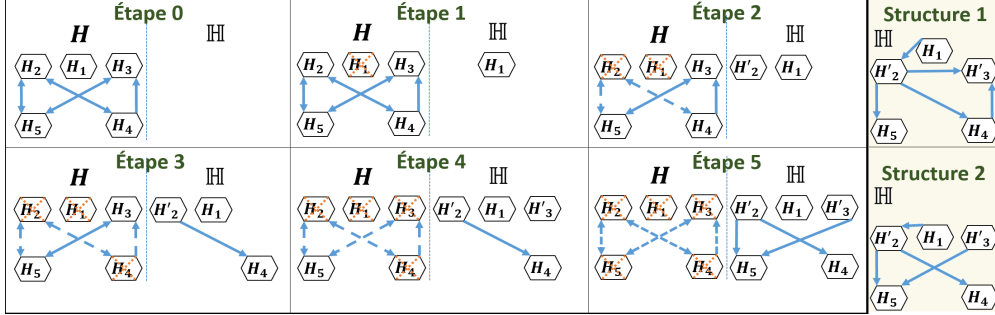 Étape 0
H ℍ
H₂ H₁ H₃
H₅ H₄
Étape 1
H ℍ
H₂ H₁ H₃ H₁
H₅ H₄
Étape 2
H ℍ
H₂ H₁ H₃ H'₂ H₁
H₅ H₄
Structure 1
ℍ
H₁
H'₂ H'₃
H₅ H₄
Étape 3
H ℍ
H₂ H₁ H₃ H'₂ H₁
H₅ H₄ H₄
Étape 4
H ℍ
H₂ H₁ H₃ H'₂ H₁ H'₃
H₅ H₄ H₄
Étape 5
H ℍ
H₂ H₁ H₃ H'₂ H₁ H'₃
H₅ H₄ H₅ H₄
Structure 2
ℍ
H'₂ H₁ H'₃
H₅ H₄